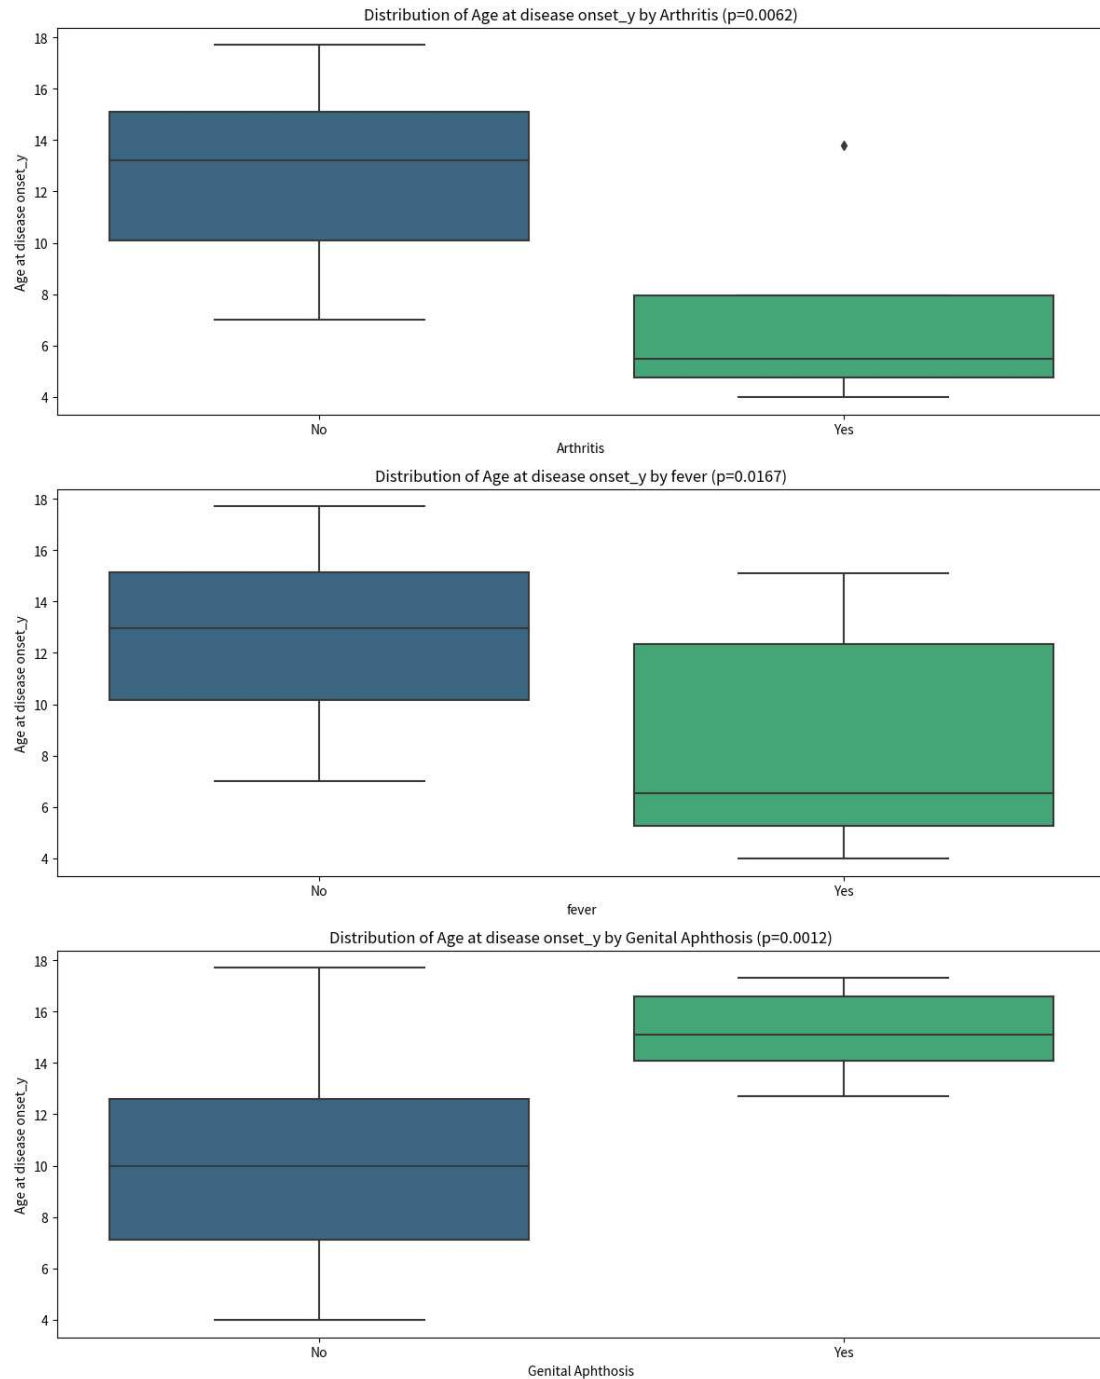 Distribution of Age at disease onset_y by Arthritis (p=0.0062)
18
16
14
12
10
8
6
4
Age at disease onset_y
No
Yes
Arthritis
Distribution of Age at disease onset_y by fever (p=0.0167)
18
16
14
12
10
8
6
4
Age at disease onset_y
No
Yes
fever
Distribution of Age at disease onset_y by Genital Aphthosis (p=0.0012)
18
16
14
12
10
8
6
4
Age at disease onset_y
No
Yes
Genital Aphthosis